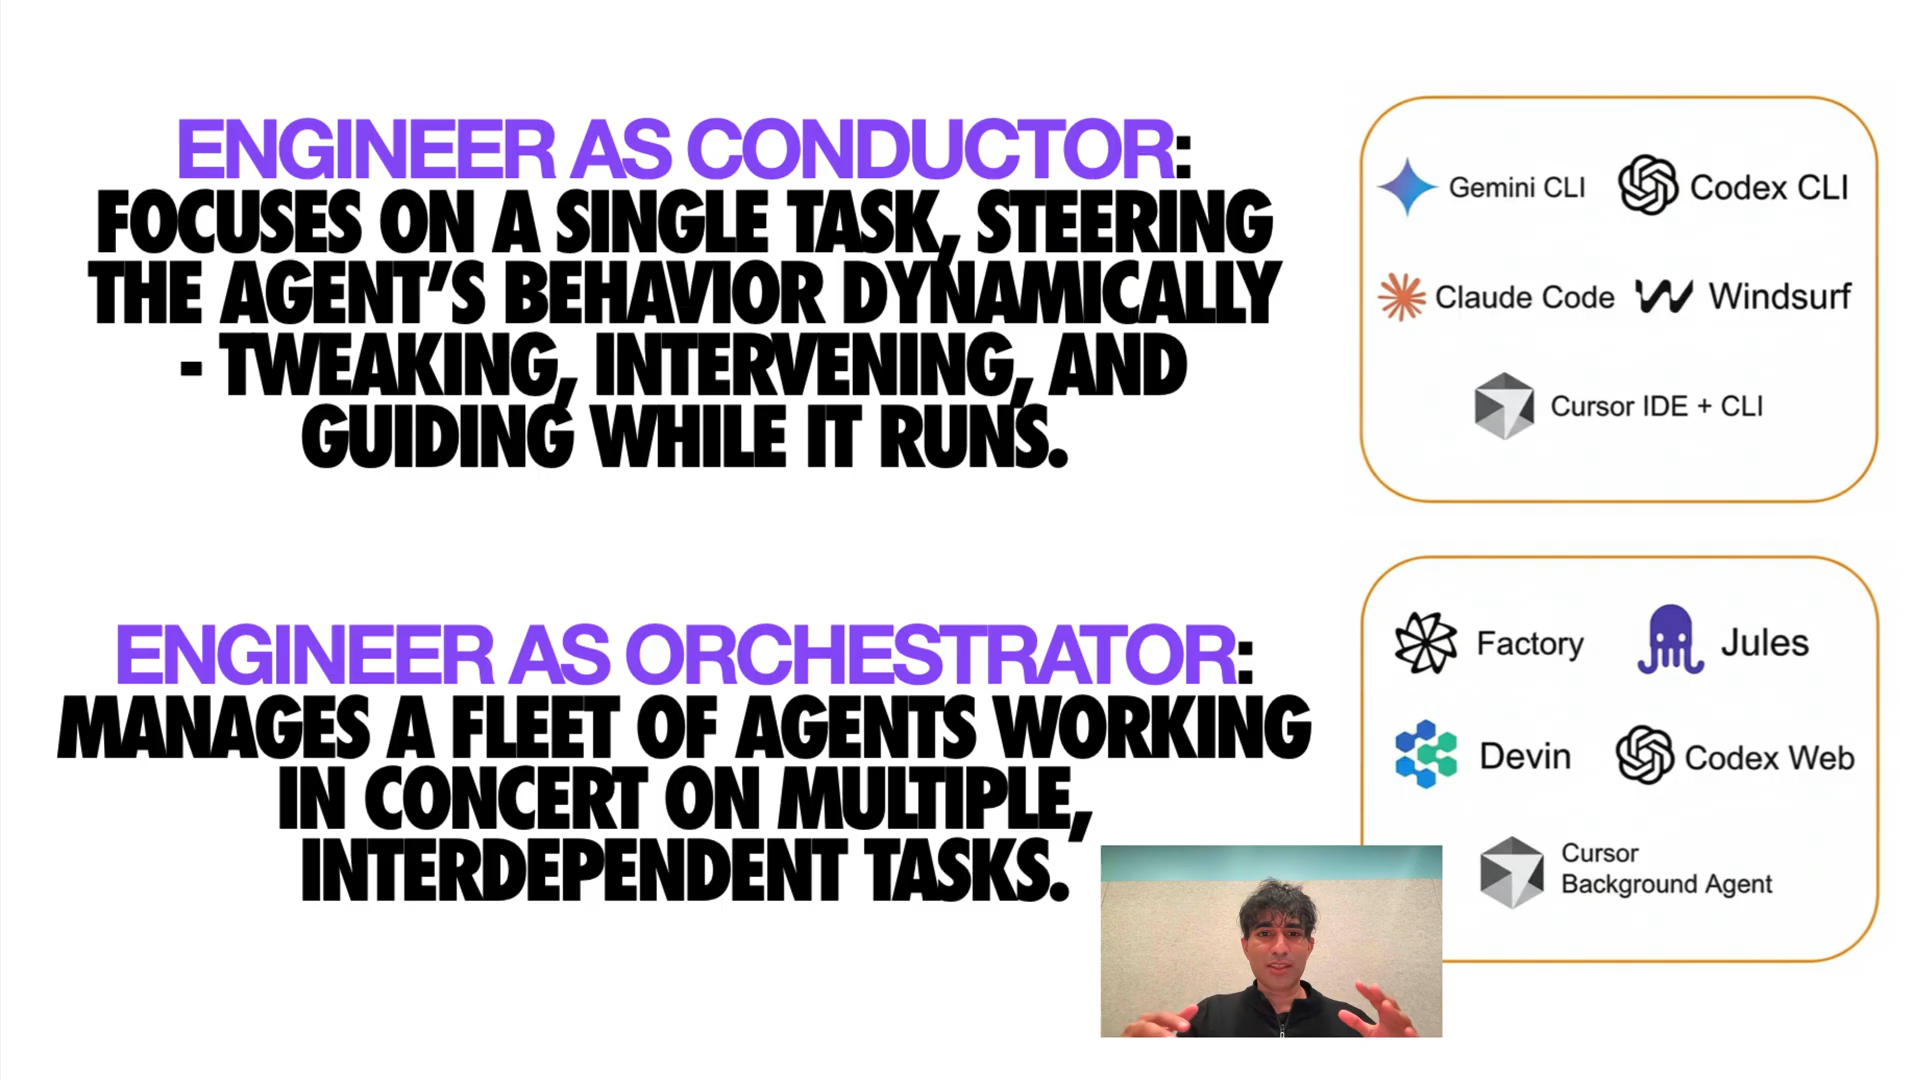 ENGINEER AS CONDUCTOR:
FOCUSES ON A SINGLE TASK, STEERING
THE AGENT’S BEHAVIOR DYNAMICALLY
- TWEAKING, INTERVENING, AND
GUIDING WHILE IT RUNS.
Gemini CLI
Codex CLI
Claude Code
Windsurf
Cursor IDE + CLI
ENGINEER AS ORCHESTRATOR:
MANAGES A FLEET OF AGENTS WORKING
IN CONCERT ON MULTIPLE,
INTERDEPENDENT TASKS.
Factory
Jules
Devin
Codex Web
Cursor
Background Agent